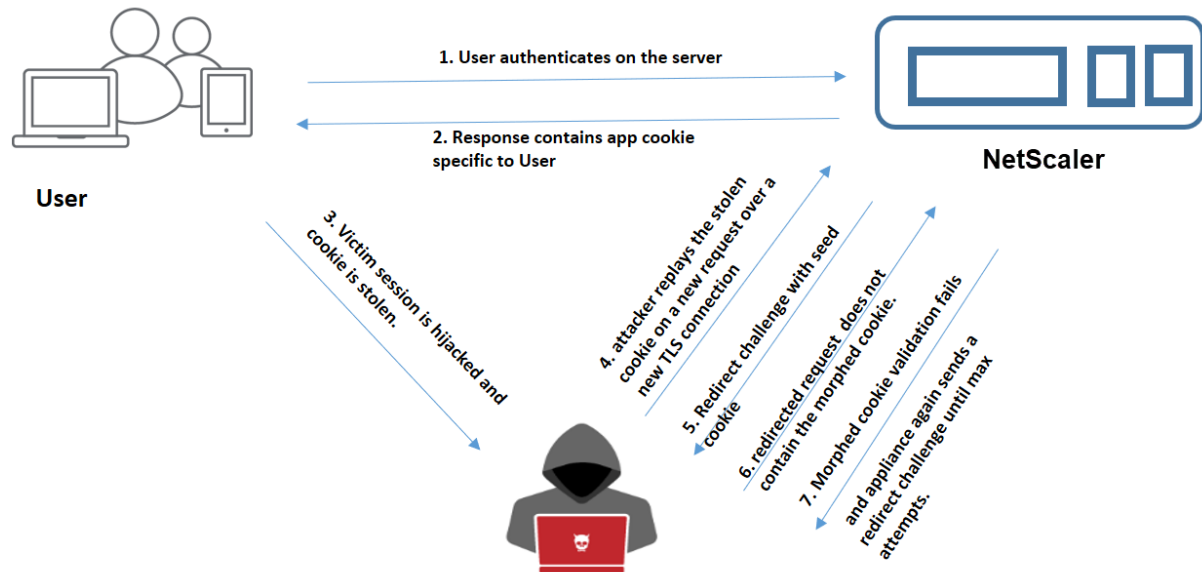 1. User authenticates on the server
2. Response contains app cookie
specific to User
NetScaler
User
3. Victim session is hijacked and
cookie is stolen.
4. attacker replays the stolen
cookie on a new request over a
new TLS connection
5. Redirect challenge with seed
cookie
6. redirected request does not
contain the morphed cookie.
7. Morphed cookie validation fails
and appliance again sends a
redirect challenge until max
attempts.